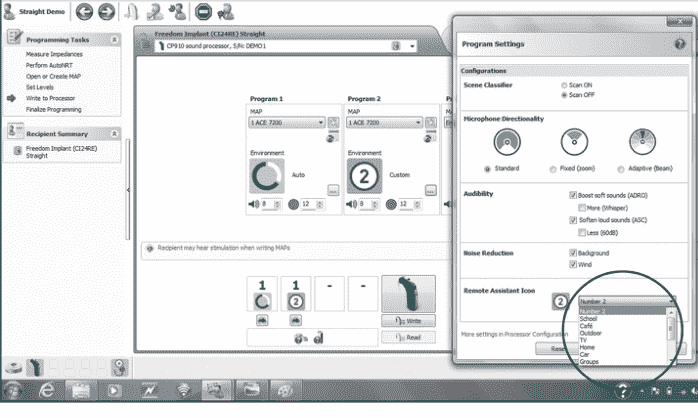 Straight Demo
Programming Tasks
Measure Impedances
Perform AutoNRT
Open or Create MAP
Set Levels
Write to Processor
Finalize Programming
Recipient Summary
Freedom Implant (CI24RE)
Straight
Freedom Implant (CI24RE) Straight
CP910 sound processor, S/N: DEMO1
Program 1
MAP
1 ACE 7200
Environment
Auto
8
12
Program 2
MAP
1 ACE 7200
Environment
2
Custom
8
12
MAP
Recipient may hear stimulation when writing MAPs
1
1
-
-
2
Write
Read
Program Settings
Configurations
Scene Classifier
Scan ON
Scan OFF
Microphone Directionality
Standard
Fixed (zoom)
Adaptive (Beam)
Audibility
Boost soft sounds (ADRO)
More (Whisper)
Soften loud sounds (ASC)
Less (60dB)
Noise Reduction
Background
Wind
Remote Assistant Icon
2
Number 2
Number 2
School
Café
Outdoor
TV
Home
Car
Groups
More settings in Processor Configuration